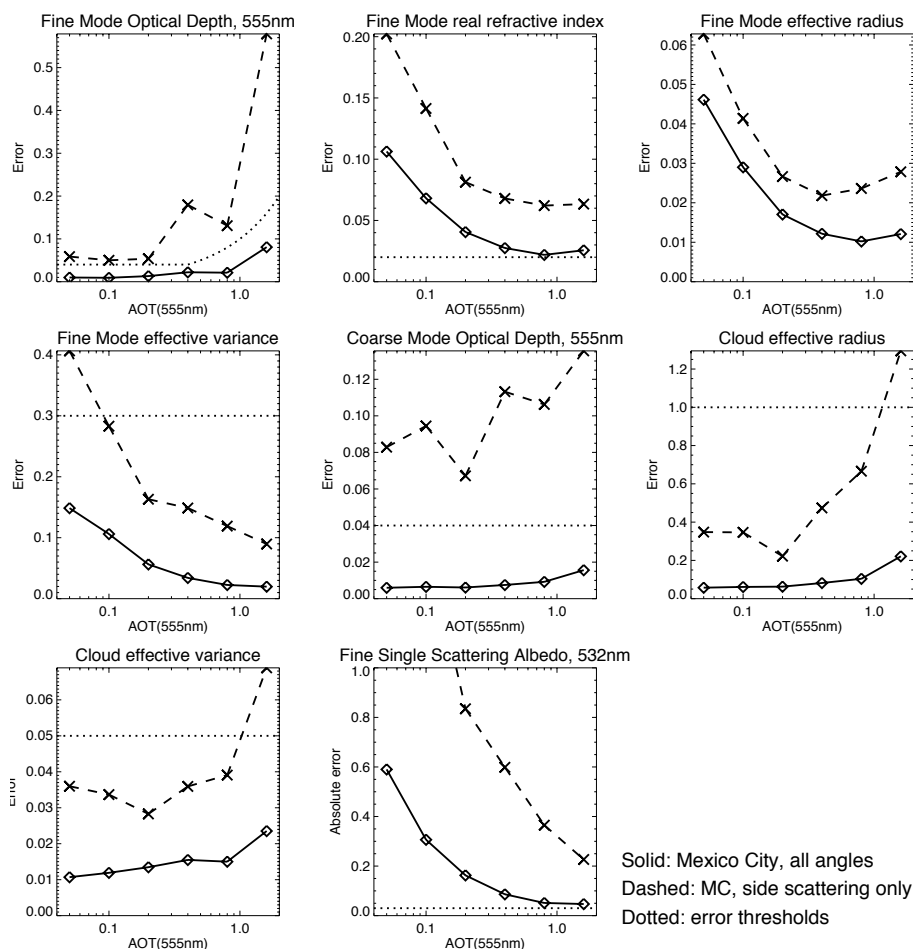 Fine Mode Optical Depth, 555nm
Fine Mode real refractive index
Fine Mode effective radius
Error
0.5
0.4
0.3
0.2
0.1
0.0
0.1
1.0
AOT(555nm)
Error
0.20
0.15
0.10
0.05
0.00
0.1
1.0
AOT(555nm)
Error
0.06
0.05
0.04
0.03
0.02
0.01
0.00
0.1
1.0
AOT(555nm)
Fine Mode effective variance
Coarse Mode Optical Depth, 555nm
Cloud effective radius
Error
0.4
0.3
0.2
0.1
0.0
0.1
1.0
AOT(555nm)
Error
0.12
0.10
0.08
0.06
0.04
0.02
0.00
0.1
1.0
AOT(555nm)
Error
1.2
1.0
0.8
0.6
0.4
0.2
0.0
0.1
1.0
AOT(555nm)
Cloud effective variance
Fine Single Scattering Albedo, 532nm
Error
0.06
0.05
0.04
0.03
0.02
0.01
0.00
0.1
1.0
AOT(555nm)
Absolute error
1.0
0.8
0.6
0.4
0.2
0.0
0.1
1.0
AOT(555nm)
Solid: Mexico City, all angles
Dashed: MC, side scattering only
Dotted: error thresholds